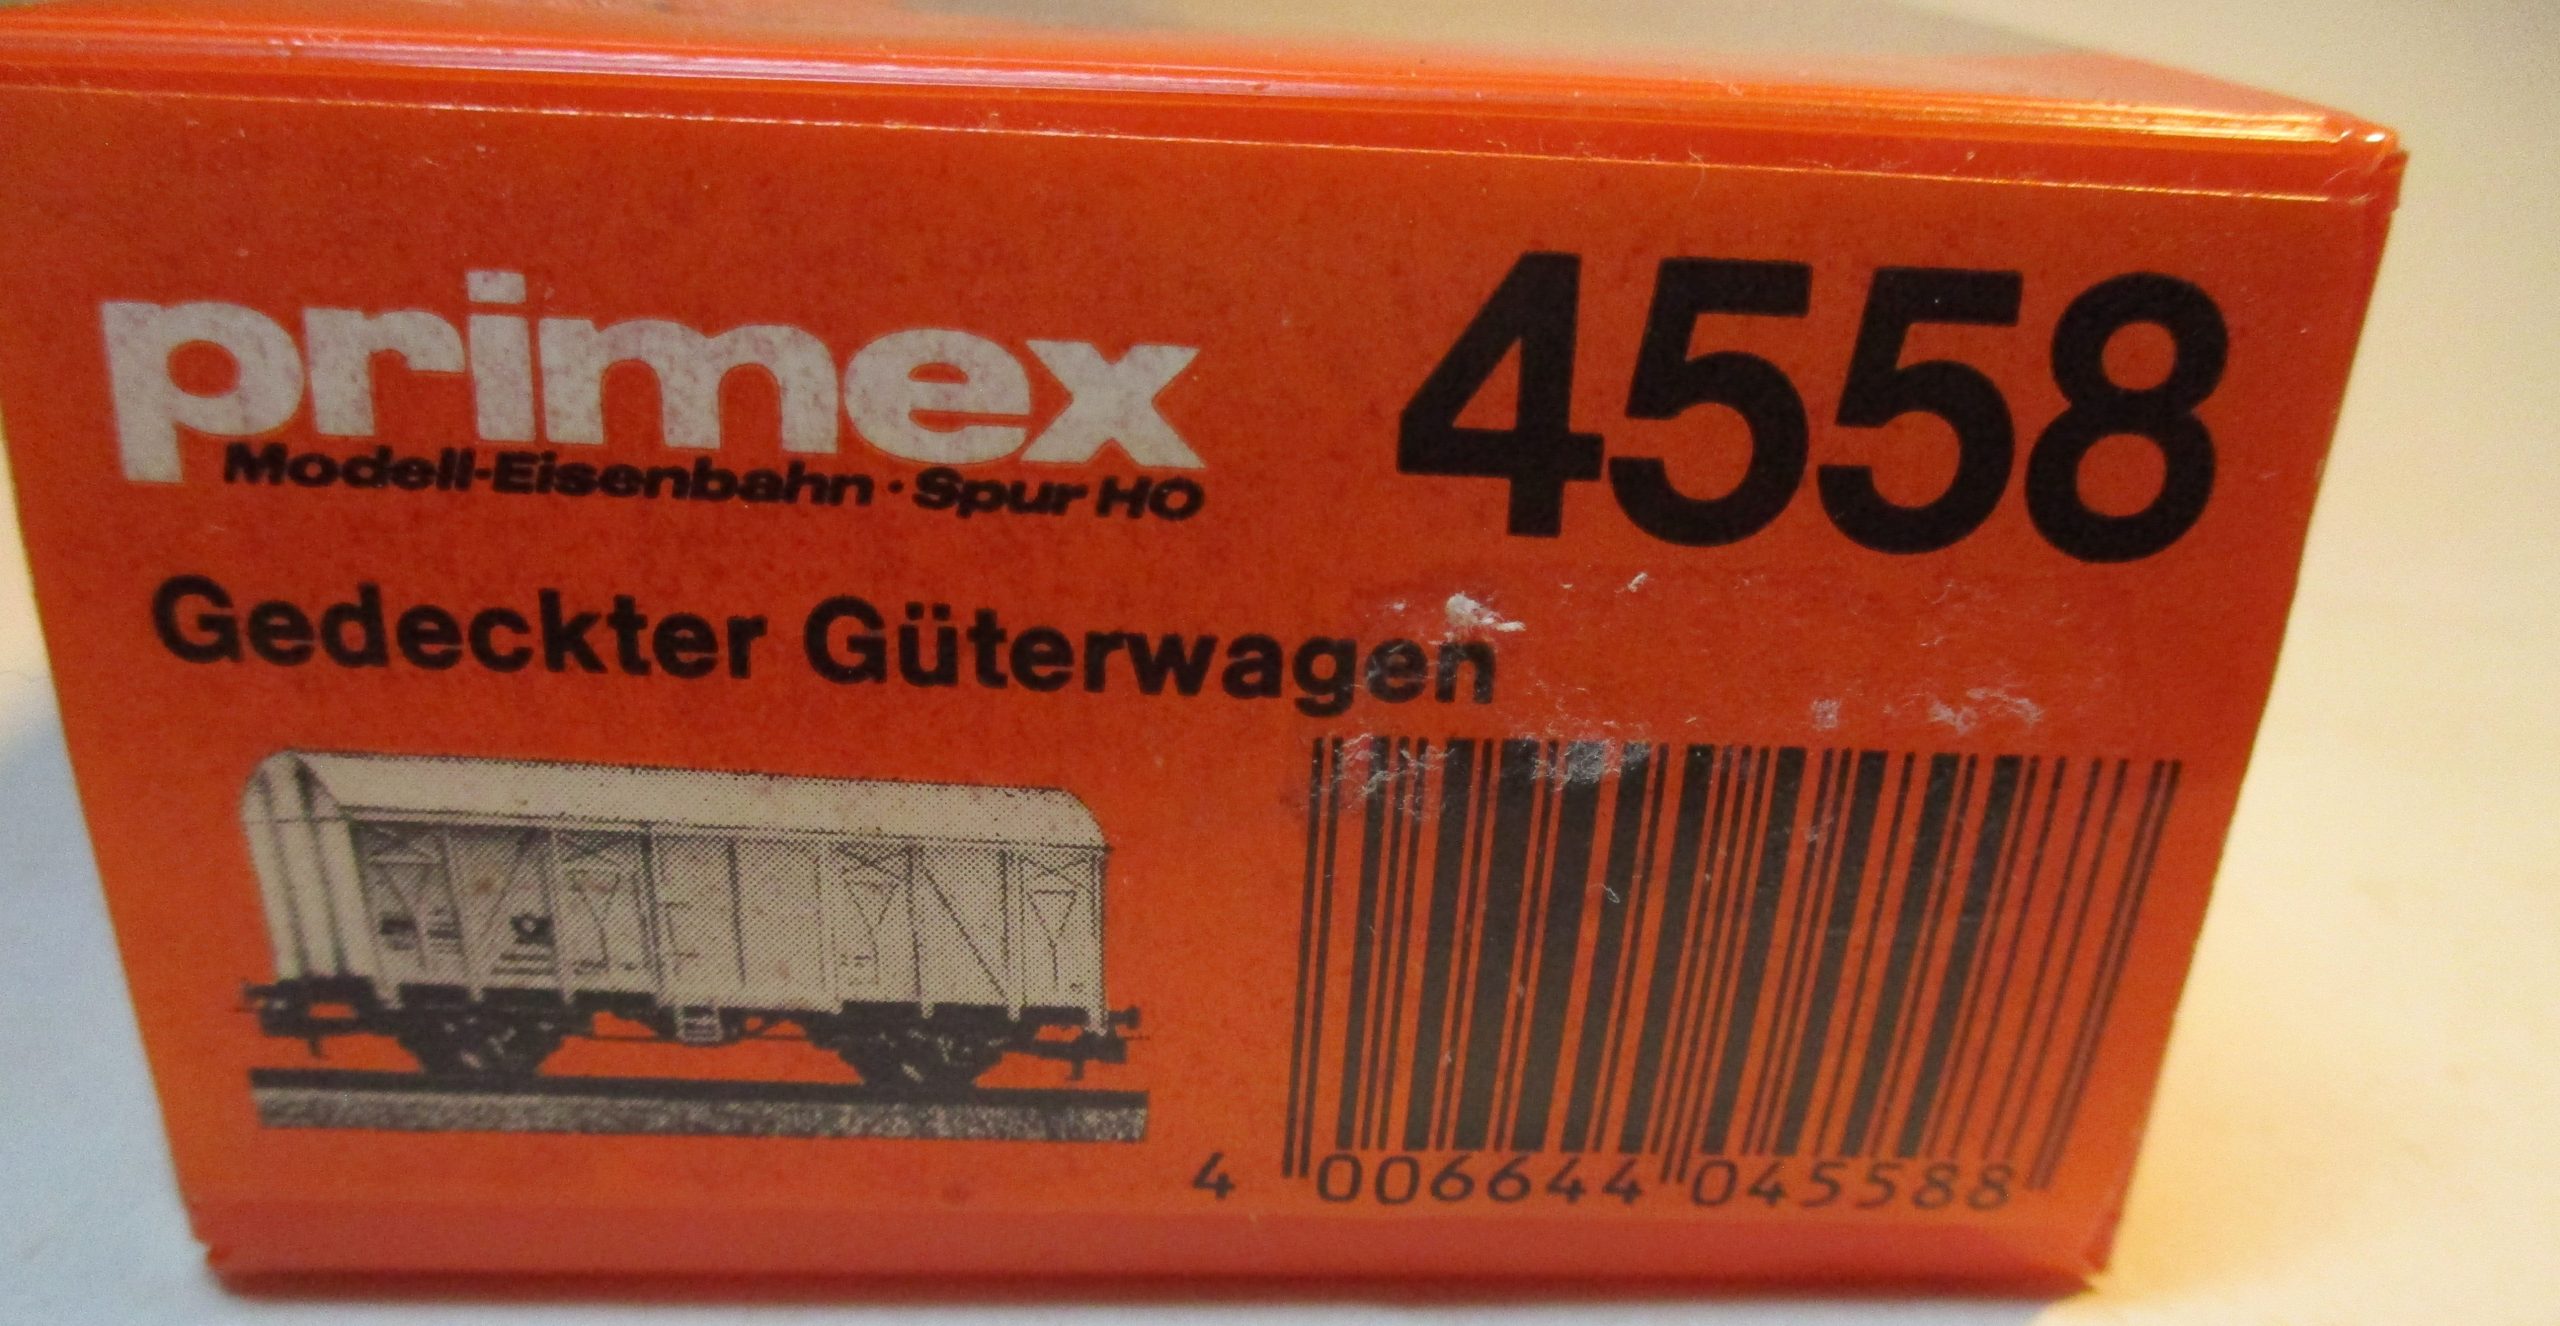 primex
4558
Modell-Eisenbahn · Spur HO
Gedeckter Güterwagen
4 006644 045588